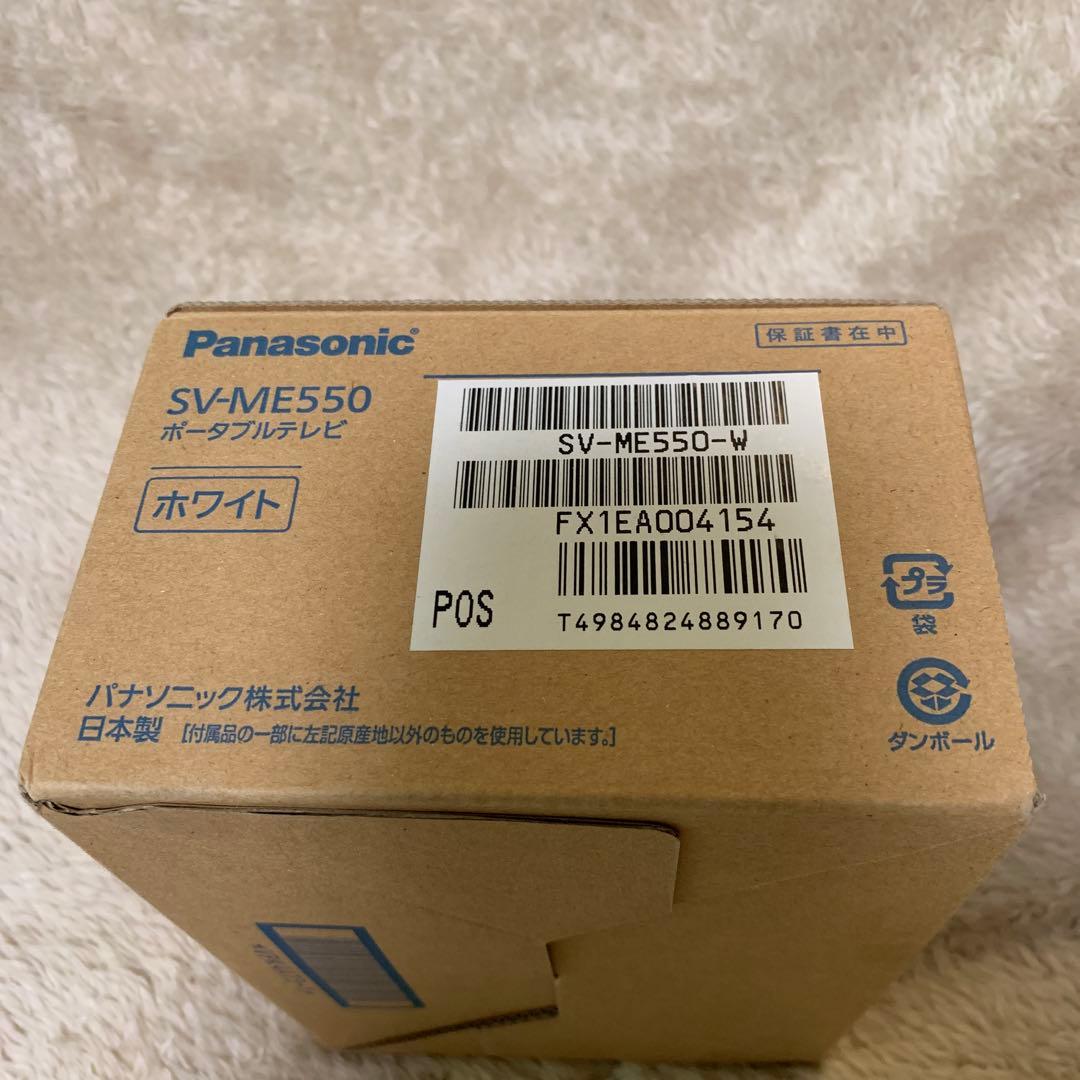 Panasonic®
保証書在中
SV-ME550
ポータブルテレビ
ホワイト
SV-ME550-W
FX1EA004154
POS
T4984824889170
プラ
袋
パナソニック株式会社
日本製 [付属品の一部に左記原産地以外のものを使用しています。]
ダンボール